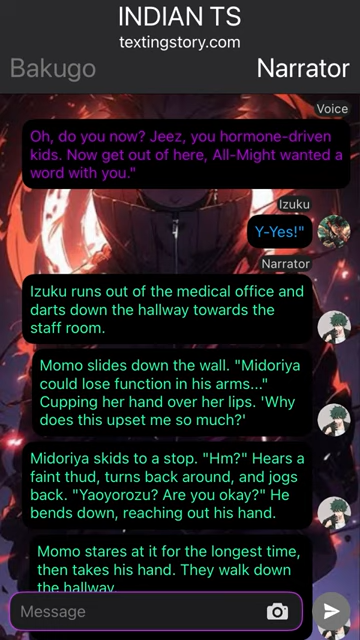 INDIAN TS
textingstory.com
Bakugo
Narrator
Voice
Oh, do you now? Jeez, you hormone-driven
kids. Now get out of here, All-Might wanted a
word with you."
Izuku
Y-Yes!"
Narrator
Izuku runs out of the medical office and
darts down the hallway towards the
staff room.
Momo slides down the wall. "Midoriya
could lose function in his arms..."
Cupping her hand over her lips. 'Why
does this upset me so much?'
Midoriya skids to a stop. "Hm?" Hears a
faint thud, turns back around, and jogs
back. "Yaoyorozu? Are you okay?" He
bends down, reaching out his hand.
Momo stares at it for the longest time,
then takes his hand. They walk down
the hallway.
Message